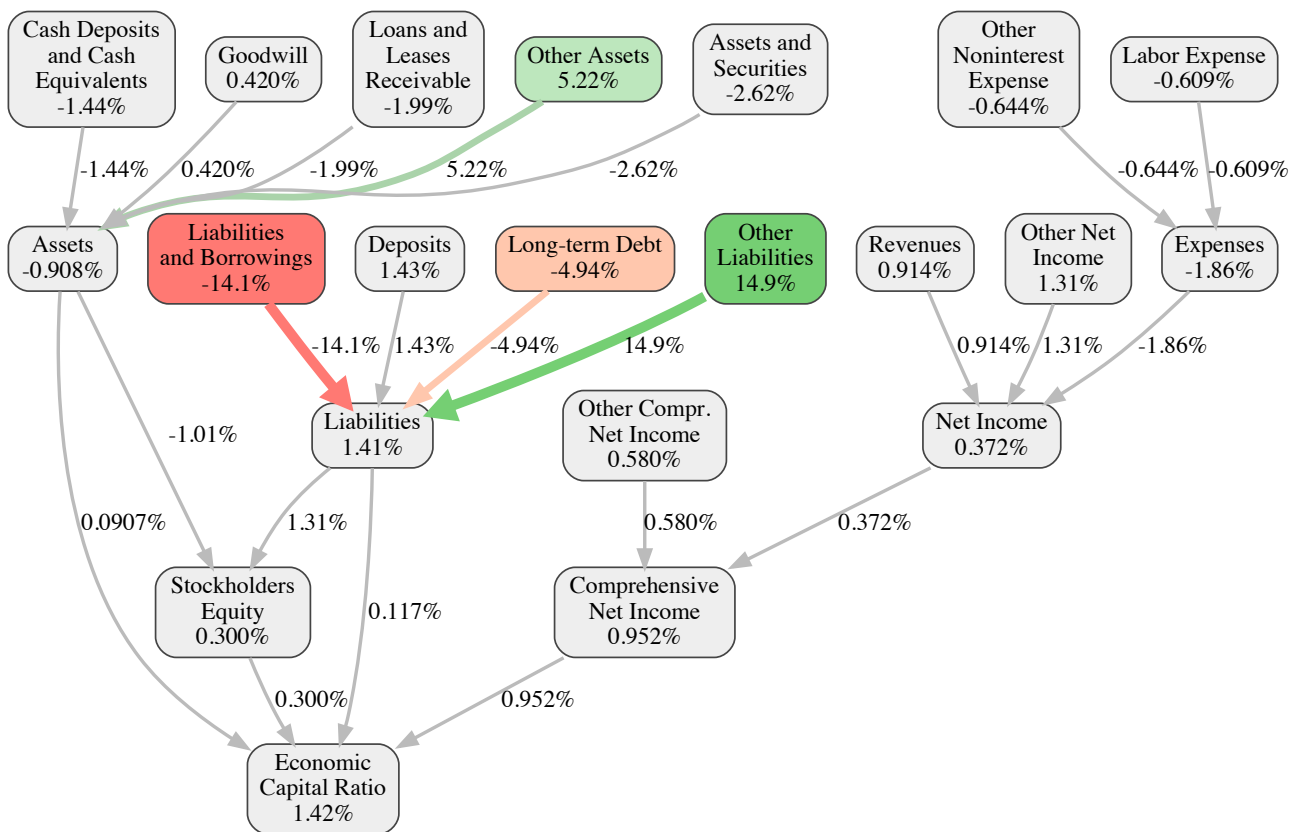 Cash Deposits
and Cash
Equivalents
-1.44%
Goodwill
0.420%
Loans and
Leases
Receivable
-1.99%
Other Assets
5.22%
Assets and
Securities
-2.62%
Other
Noninterest
Expense
-0.644%
Labor Expense
-0.609%
-1.44%
0.420%
-1.99%
5.22%
-2.62%
-0.644%
-0.609%
Assets
-0.908%
Liabilities
and Borrowings
-14.1%
Deposits
1.43%
Long-term Debt
-4.94%
Other
Liabilities
14.9%
Revenues
0.914%
Other Net
Income
1.31%
Expenses
-1.86%
-14.1%
1.43%
-4.94%
14.9%
0.914%
1.31%
-1.86%
-1.01%
Liabilities
1.41%
Other Compr.
Net Income
0.580%
Net Income
0.372%
0.0907%
1.31%
0.580%
0.372%
Stockholders
Equity
0.300%
0.117%
Comprehensive
Net Income
0.952%
0.300%
0.952%
Economic
Capital Ratio
1.42%